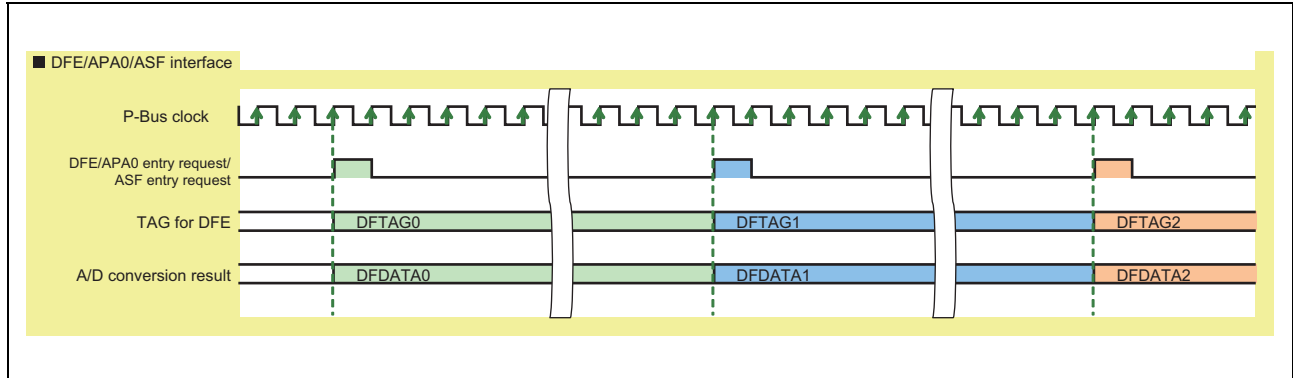 DFE/APA0/ASF interface
P-Bus clock
DFE/APA0 entry request/
ASF entry request
TAG for DFE
DFTAG0
DFTAG1
DFTAG2
A/D conversion result
DFDATA0
DFDATA1
DFDATA2